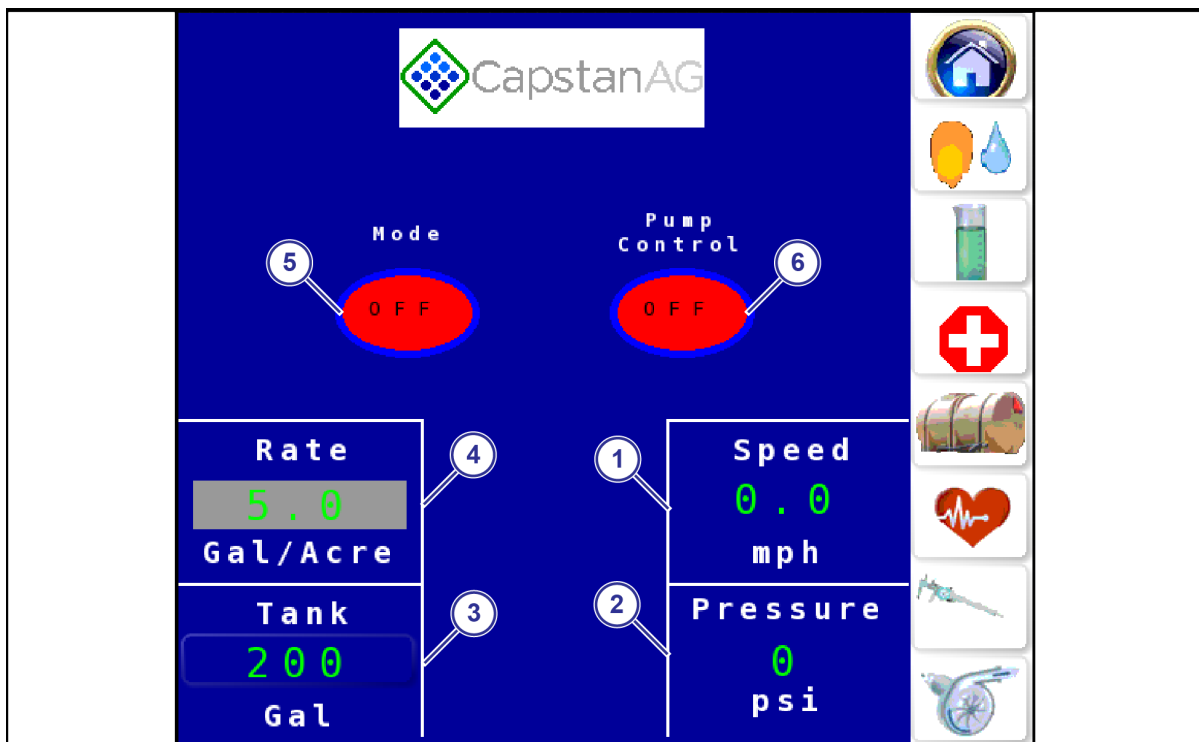 CapstanAG
Mode
Pump
Control
5
6
OFF
OFF
Rate
4
1
Speed
5.0
0.0
Gal/Acre
mph
Tank
3
2
Pressure
200
0
Gal
psi